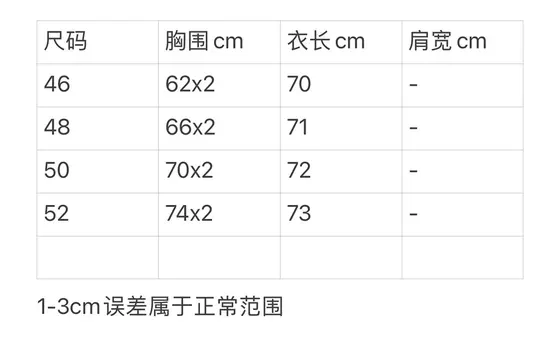 尺码 胸围cm 衣长cm 肩宽cm
46 62x2 70 -
48 66x2 71 -
50 70x2 72 -
52 74x2 73 -
1-3cm误差属于正常范围